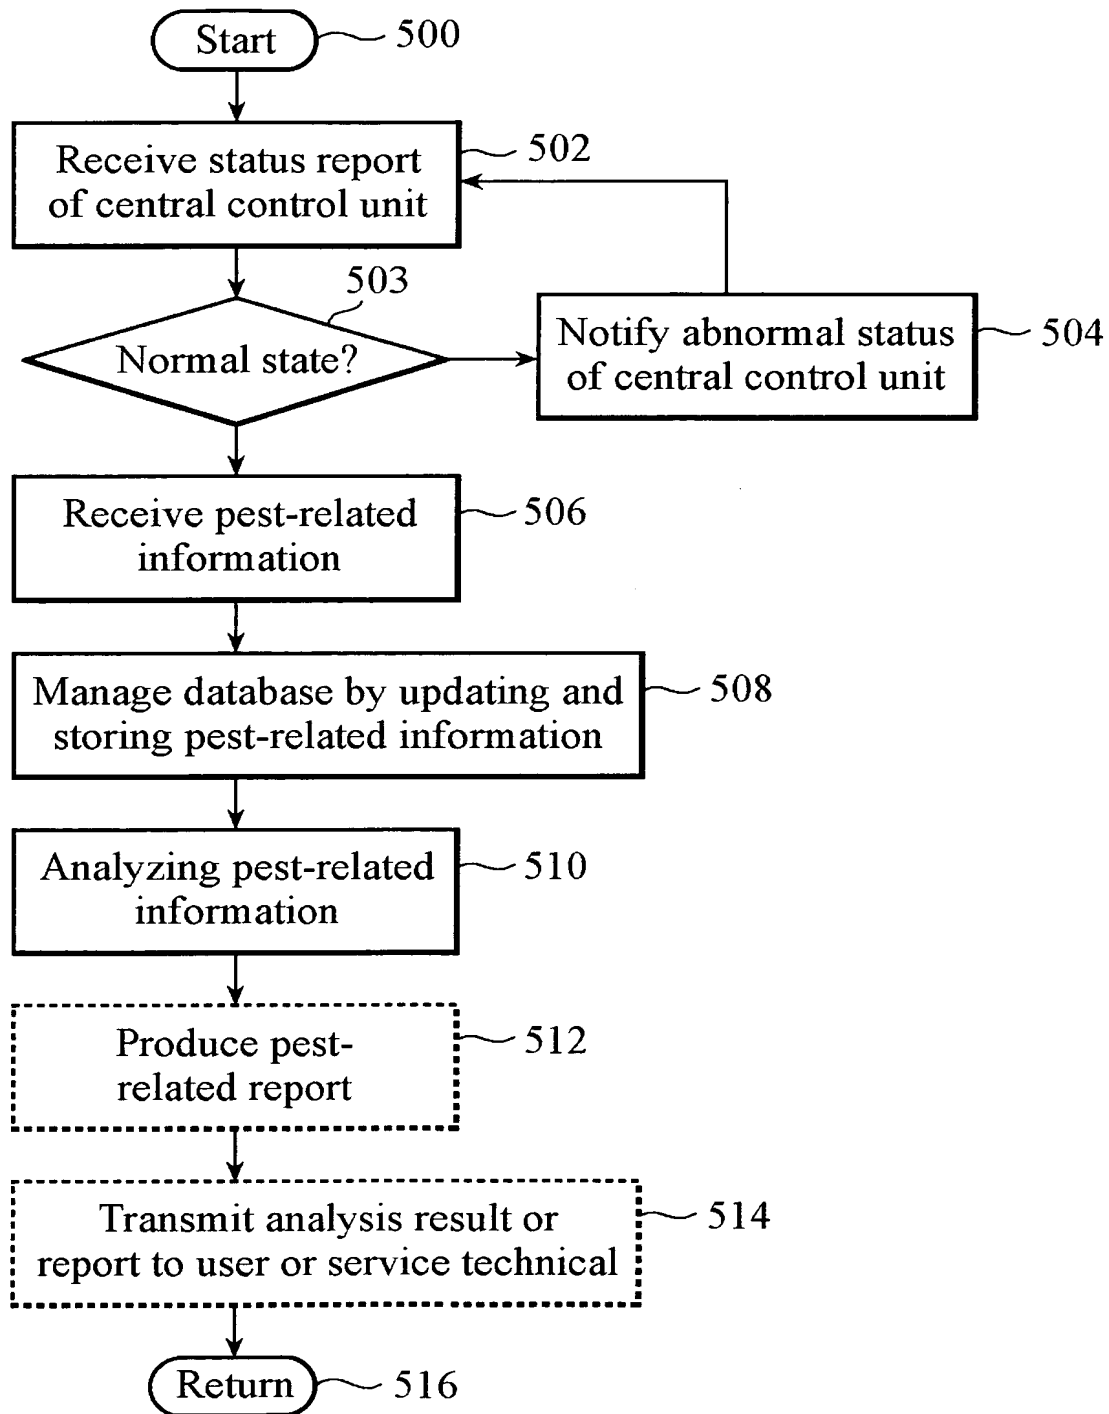 Start
500
Receive status report
of central control unit
502
503
Normal state?
Notify abnormal status
of central control unit
504
Receive pest-related
information
506
Manage database by updating and
storing pest-related information
508
Analyzing pest-related
information
510
Produce pest-
related report
512
Transmit analysis result or
report to user or service technical
514
Return
516